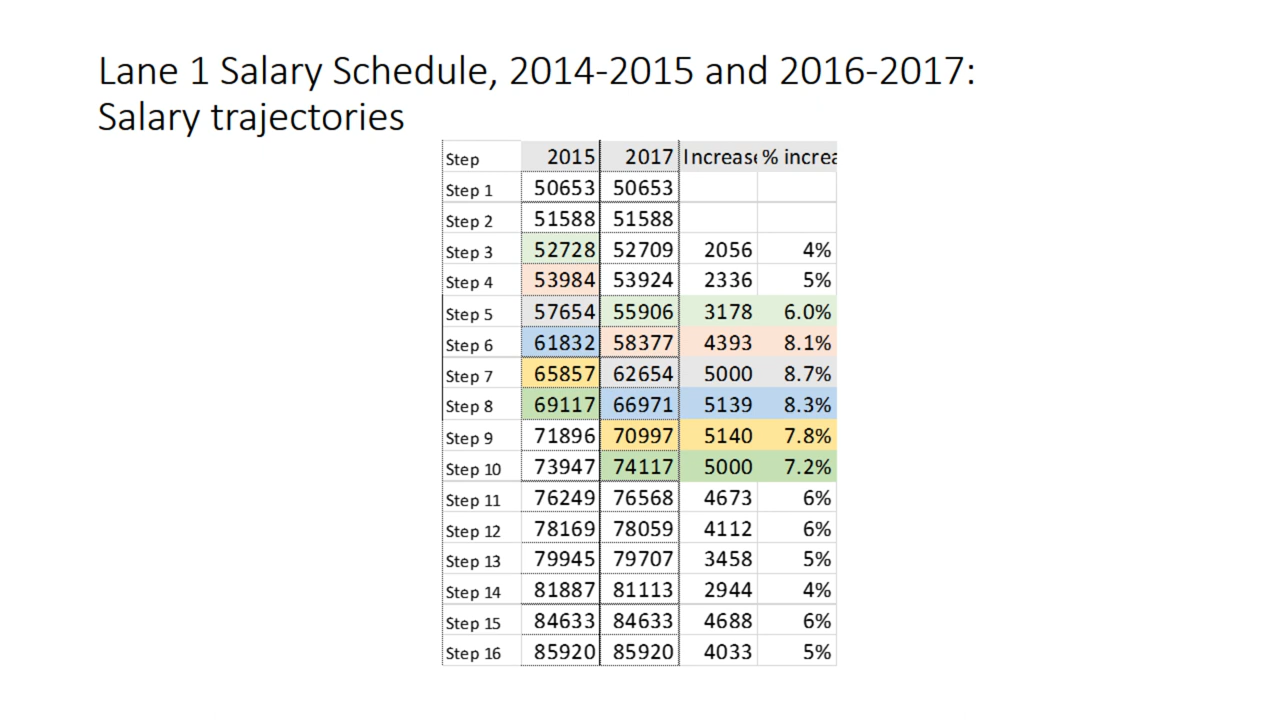 Lane 1 Salary Schedule, 2014-2015 and 2016-2017:
Salary trajectories
Step 2015 2017 Increase % increa
Step 1 50653 50653
Step 2 51588 51588
Step 3 52728 52709 2056 4%
Step 4 53984 53924 2336 5%
Step 5 57654 55906 3178 6.0%
Step 6 61832 58377 4393 8.1%
Step 7 65857 62654 5000 8.7%
Step 8 69117 66971 5139 8.3%
Step 9 71896 70997 5140 7.8%
Step 10 73947 74117 5000 7.2%
Step 11 76249 76568 4673 6%
Step 12 78169 78059 4112 6%
Step 13 79945 79707 3458 5%
Step 14 81887 81113 2944 4%
Step 15 84633 84633 4688 6%
Step 16 85920 85920 4033 5%